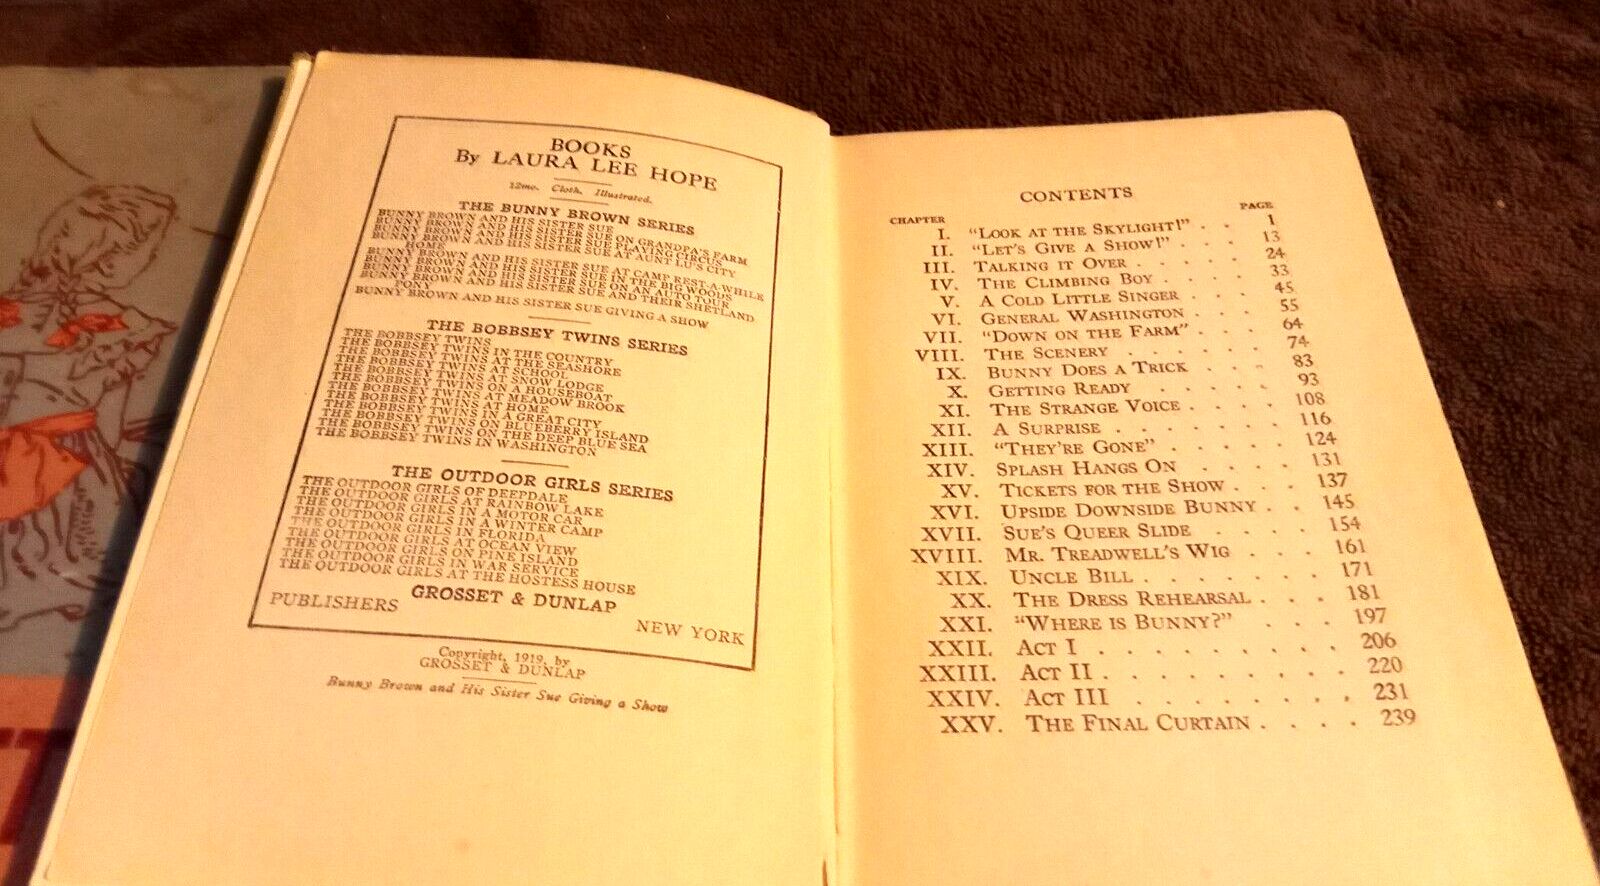 BOOKS
By LAURA LEE HOPE
12mo. Cloth. Illustrated.
THE BUNNY BROWN SERIES
BUNNY BROWN AND HIS SISTER SUE
BUNNY BROWN AND HIS SISTER SUE ON GRANDPA'S FARM
BUNNY BROWN AND HIS SISTER SUE PLAYING CIRCUS
BUNNY BROWN AND HIS SISTER SUE AT AUNT LU'S CITY
HOME
BUNNY BROWN AND HIS SISTER SUE AT CAMP REST-A-WHILE
BUNNY BROWN AND HIS SISTER SUE IN THE BIG WOODS
BUNNY BROWN AND HIS SISTER SUE ON AN AUTO TOUR
BUNNY BROWN AND HIS SISTER SUE AND THEIR SHETLAND
PONY
BUNNY BROWN AND HIS SISTER SUE GIVING A SHOW
THE BOBBSEY TWINS SERIES
THE BOBBSEY TWINS
THE BOBBSEY TWINS IN THE COUNTRY
THE BOBBSEY TWINS AT THE SEASHORE
THE BOBBSEY TWINS AT SCHOOL
THE BOBBSEY TWINS AT SNOW LODGE
THE BOBBSEY TWINS ON A HOUSEBOAT
THE BOBBSEY TWINS AT MEADOW BROOK
THE BOBBSEY TWINS AT HOME
THE BOBBSEY TWINS IN A GREAT CITY
THE BOBBSEY TWINS ON BLUEBERRY ISLAND
THE BOBBSEY TWINS ON THE DEEP BLUE SEA
THE BOBBSEY TWINS IN WASHINGTON
THE OUTDOOR GIRLS SERIES
THE OUTDOOR GIRLS OF DEEPDALE
THE OUTDOOR GIRLS AT RAINBOW LAKE
THE OUTDOOR GIRLS IN A MOTOR CAR
THE OUTDOOR GIRLS IN A WINTER CAMP
THE OUTDOOR GIRLS IN FLORIDA
THE OUTDOOR GIRLS AT OCEAN VIEW
THE OUTDOOR GIRLS ON PINE ISLAND
THE OUTDOOR GIRLS IN WAR SERVICE
THE OUTDOOR GIRLS AT THE HOSTESS HOUSE
GROSSET & DUNLAP
PUBLISHERS NEW YORK
Copyright, 1919, by
GROSSET & DUNLAP
Bunny Brown and His Sister Sue Giving a Show
CONTENTS
CHAPTER PAGE
I. "LOOK AT THE SKYLIGHT!" . . 1
II. "LET'S GIVE A SHOW!" . . . 13
III. TALKING IT OVER . . . . . 24
IV. THE CLIMBING BOY . . . . 33
V. A COLD LITTLE SINGER . . . 45
VI. GENERAL WASHINGTON . . . 55
VII. "DOWN ON THE FARM" . . . 64
VIII. THE SCENERY . . . . . . 74
IX. BUNNY DOES A TRICK . . . 83
X. GETTING READY . . . . . 93
XI. THE STRANGE VOICE . . . . 108
XII. A SURPRISE . . . . . . 116
XIII. "THEY'RE GONE" . . . . . 124
XIV. SPLASH HANGS ON . . . . 131
XV. TICKETS FOR THE SHOW . . . 137
XVI. UPSIDE DOWNSIDE BUNNY . . 145
XVII. SUE'S QUEER SLIDE . . . . 154
XVIII. MR. TREADWELL'S WIG . . . 161
XIX. UNCLE BILL . . . . . . 171
XX. THE DRESS REHEARSAL . . . 181
XXI. "WHERE IS BUNNY?" . . . 197
XXII. ACT I . . . . . . . . . 206
XXIII. ACT II . . . . . . . . . 220
XXIV. ACT III . . . . . . . 231
XXV. THE FINAL CURTAIN . . . . 239